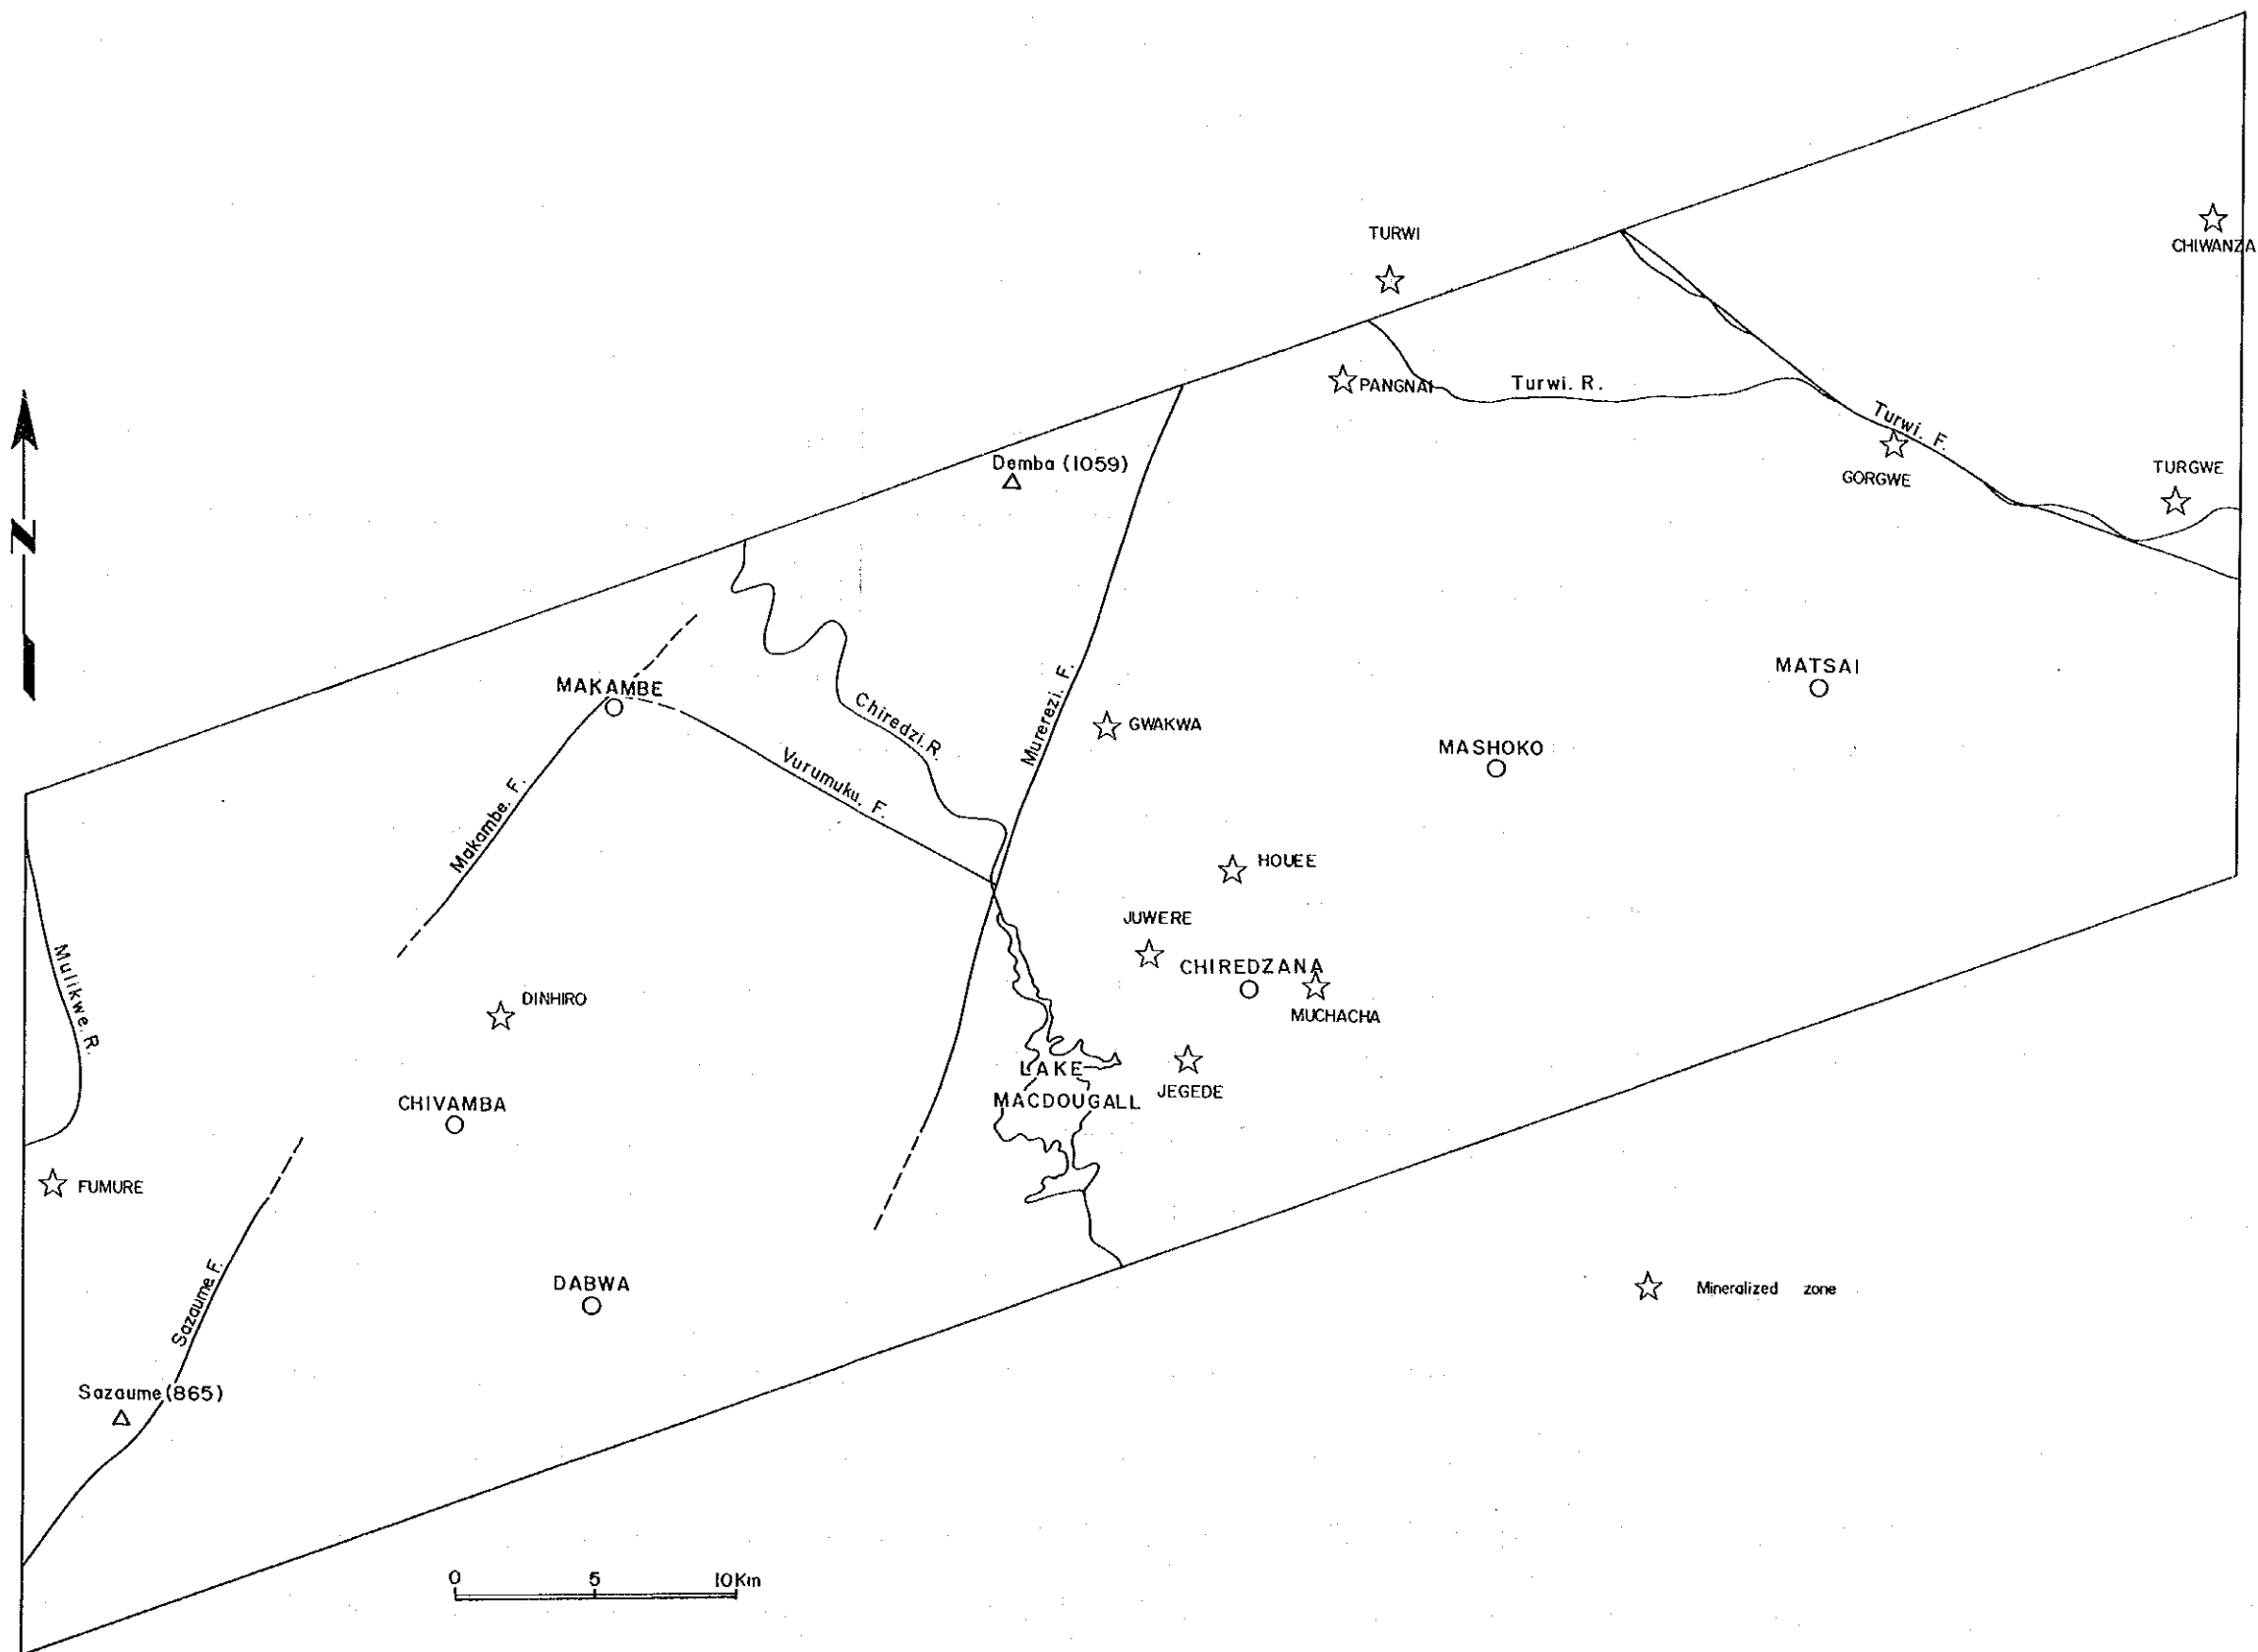 TURWI
CHIWANZA
PANGNAI
Turwi. R.
Turwi. F.
GORGWE
TURGWE
Demba (1059)
N
MAKAMBE
Chiredzi. R.
Murerezi. F.
GWAKWA
MATSAI
MASHOKO
Vurumuku. F.
Makambe. F.
HOUEE
JUWERE
CHIREDZANA
MUCHACHA
Mulikwe. R.
DINHIRO
LAKE
MACDOUGALL
JEGEDE
CHIVAMBA
FUMURE
Sazaume F.
DABWA
Mineralized zone
Sazaume (865)
0 5 10Km